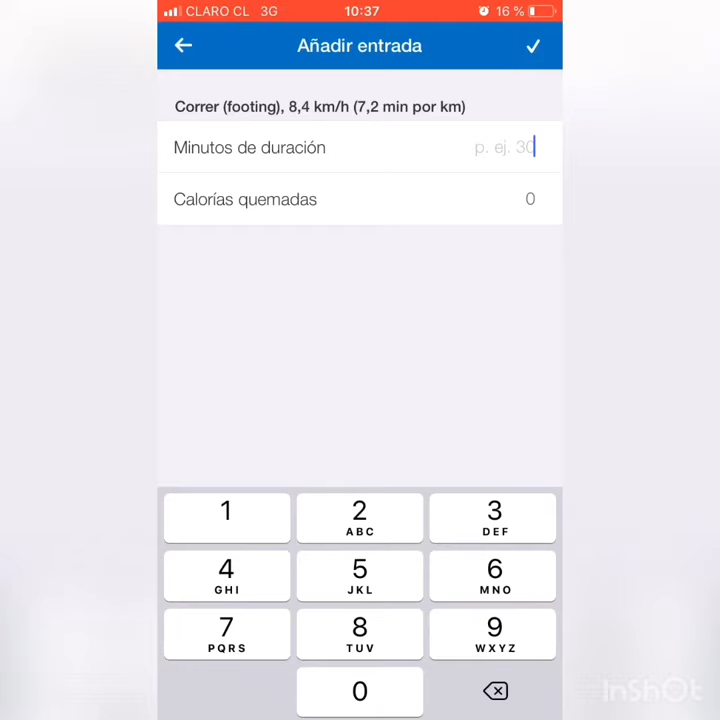 CLARO CL 3G 10:37 16 %
Añadir entrada
Correr (footing), 8,4 km/h (7,2 min por km)
Minutos de duración p. ej. 30
Calorías quemadas 0
1 2 ABC 3 DEF
4 GHI 5 JKL 6 MNO
7 PQRS 8 TUV 9 WXYZ
0
InShOt